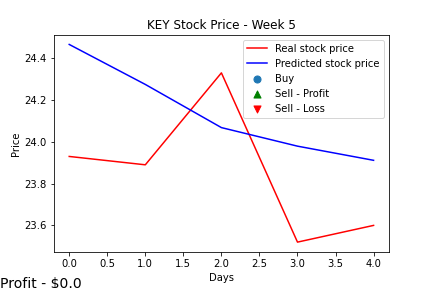 KEY Stock Price - Week 5
Real stock price
Predicted stock price
Buy
Sell - Profit
Sell - Loss
Price
24.4
24.2
24.0
23.8
23.6
0.0 0.5 1.0 1.5 2.0 2.5 3.0 3.5 4.0
Days
Profit - $0.0